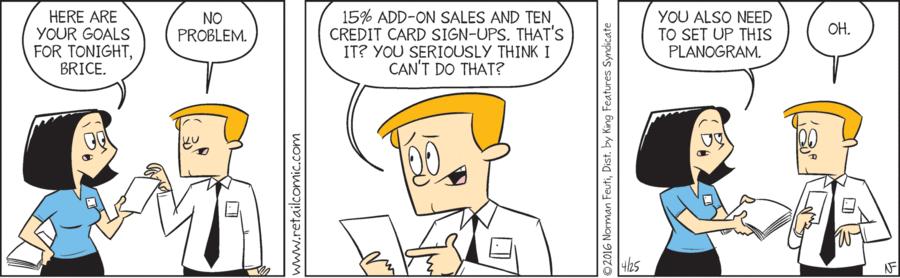 HERE ARE
YOUR GOALS
FOR TONIGHT,
BRICE.
NO
PROBLEM.
15% ADD-ON SALES AND TEN
CREDIT CARD SIGN-UPS. THAT'S
IT? YOU SERIOUSLY THINK I
CAN'T DO THAT?
www.retailcomic.com
YOU ALSO NEED
TO SET UP THIS
PLANOGRAM.
OH.
©2016 Norman Feuti, Dist. by King Features Syndicate
4/25
NF